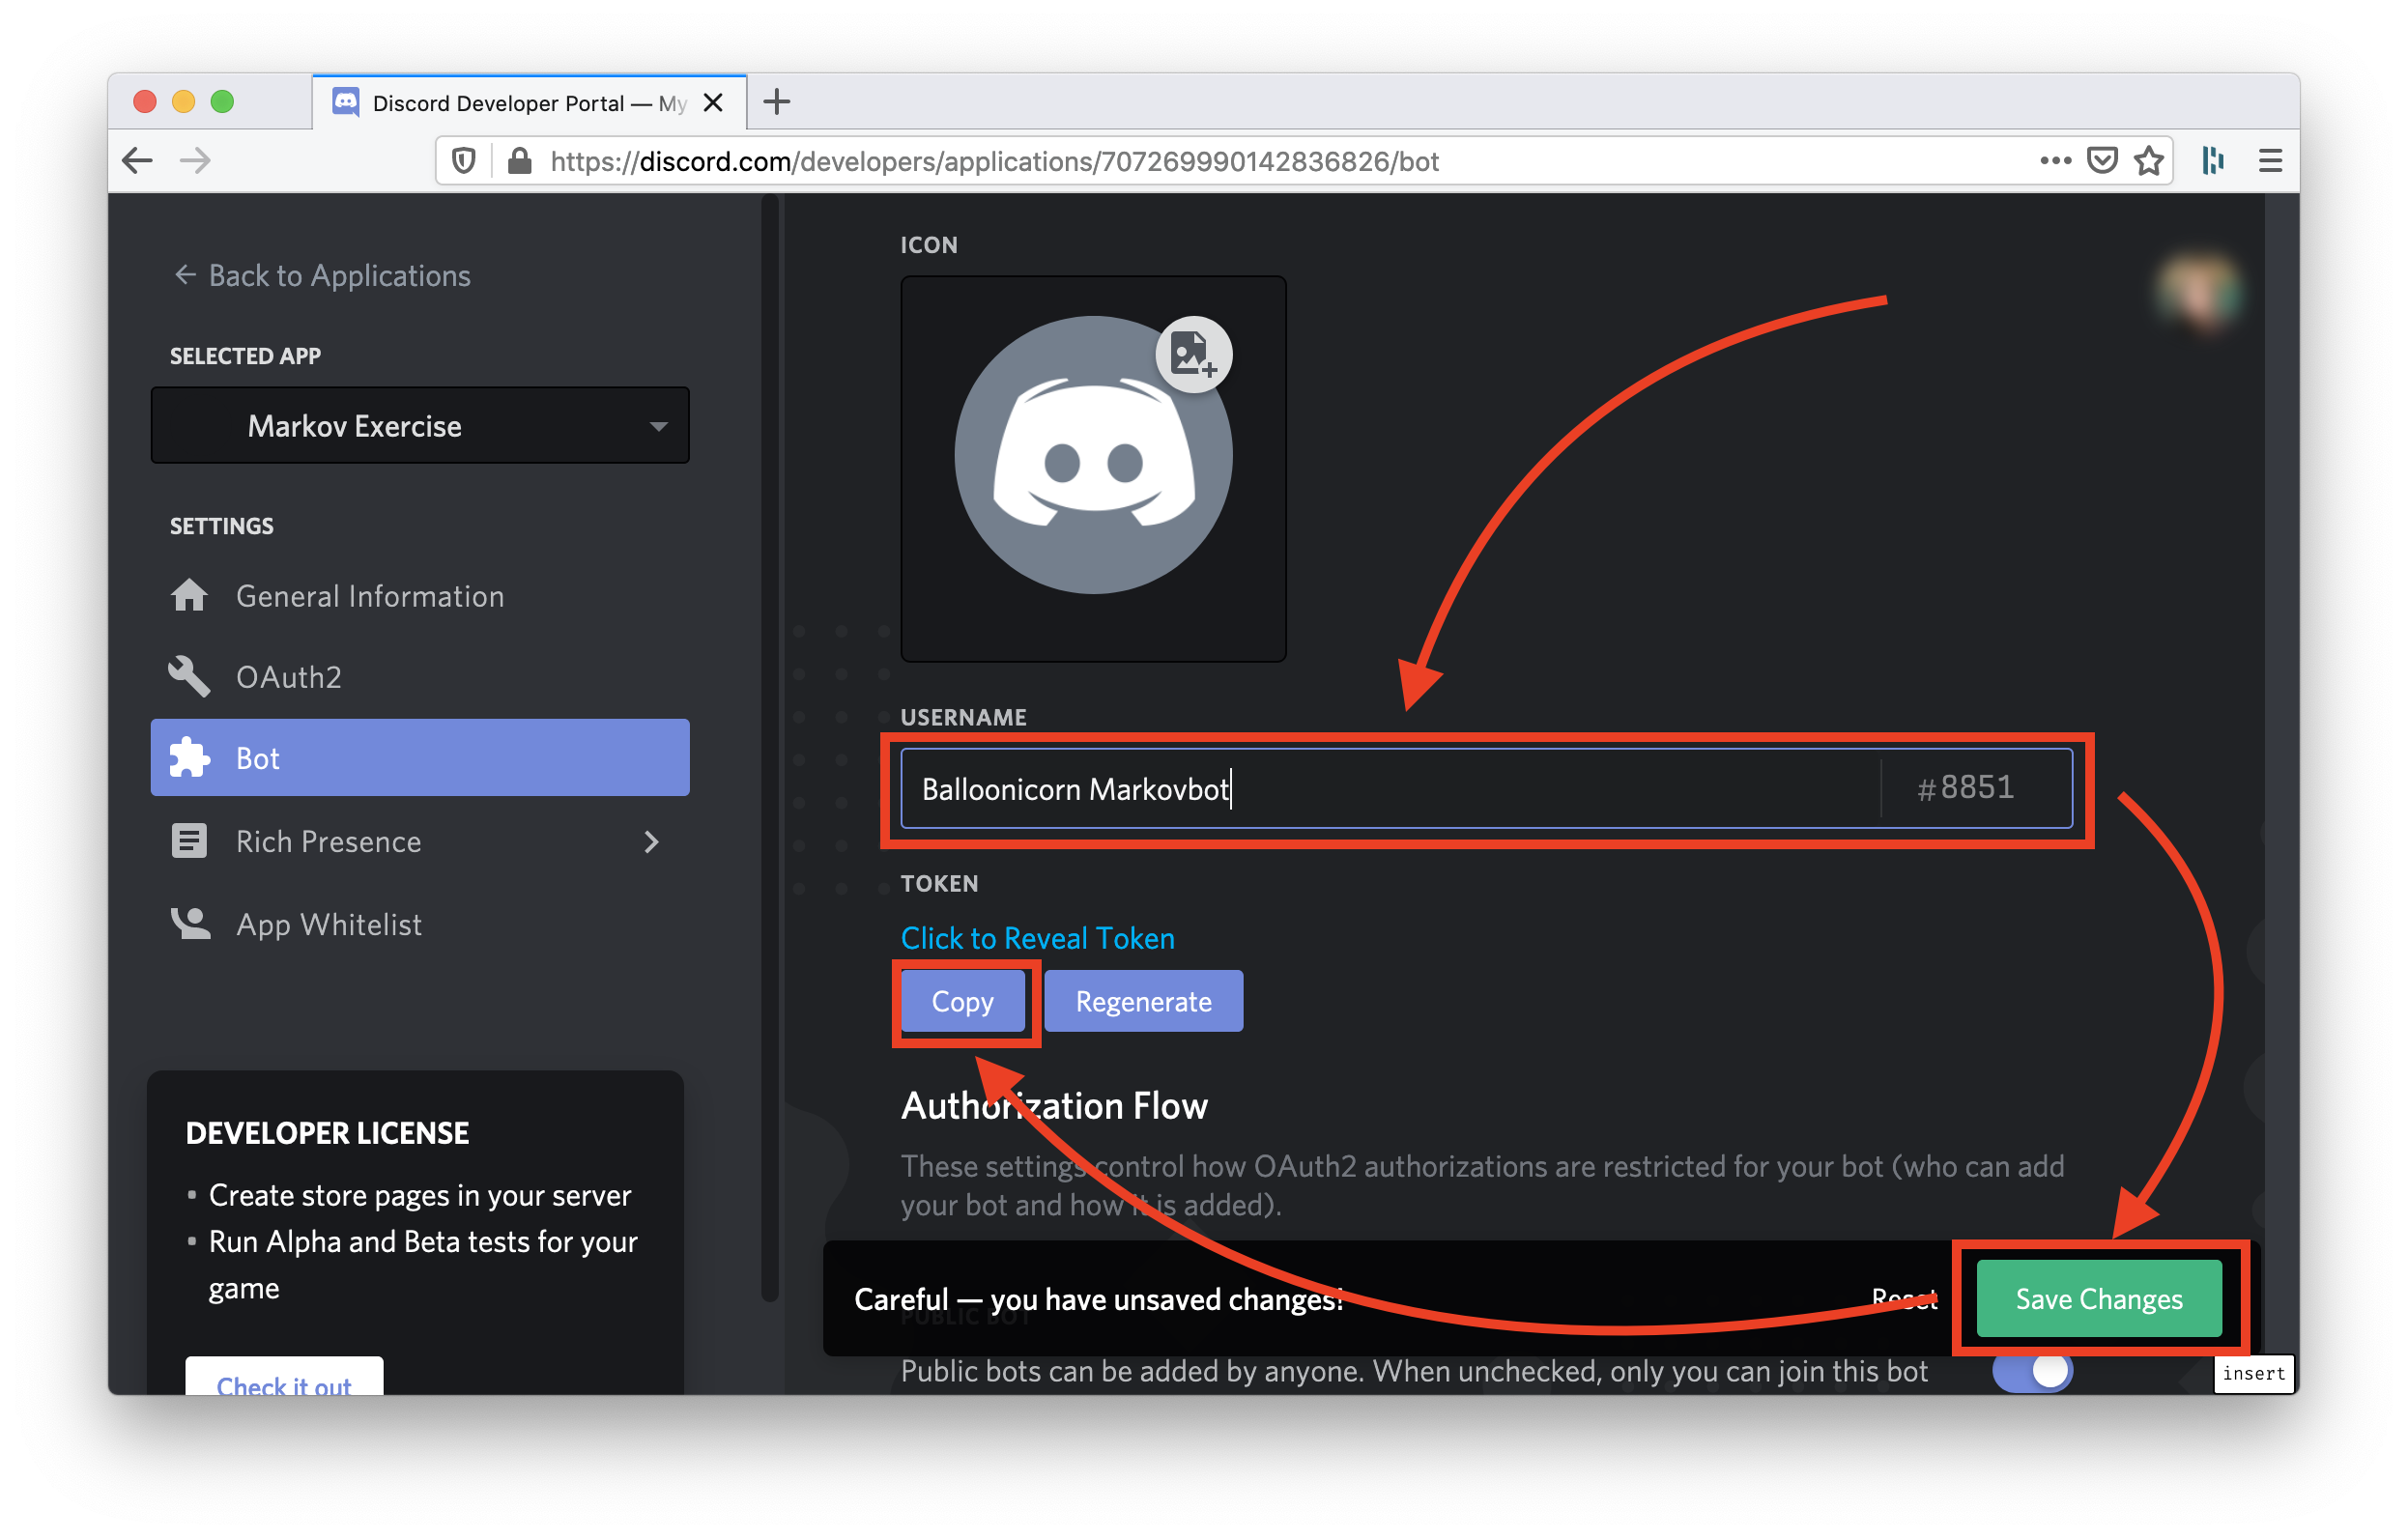 Discord Developer Portal — My
https://discord.com/developers/applications/707269990142836826/bot
Back to Applications
SELECTED APP
Markov Exercise
SETTINGS
General Information
OAuth2
Bot
Rich Presence
App Whitelist
DEVELOPER LICENSE
Create store pages in your server
Run Alpha and Beta tests for your
game
Check it out
ICON
USERNAME
Balloonicorn Markovbot
#8851
TOKEN
Click to Reveal Token
Copy
Regenerate
Authorization Flow
These settings control how OAuth2 authorizations are restricted for your bot (who can add
your bot and how it is added).
Careful — you have unsaved changes!
Reset
Save Changes
PUBLIC BOT
Public bots can be added by anyone. When unchecked, only you can join this bot
insert